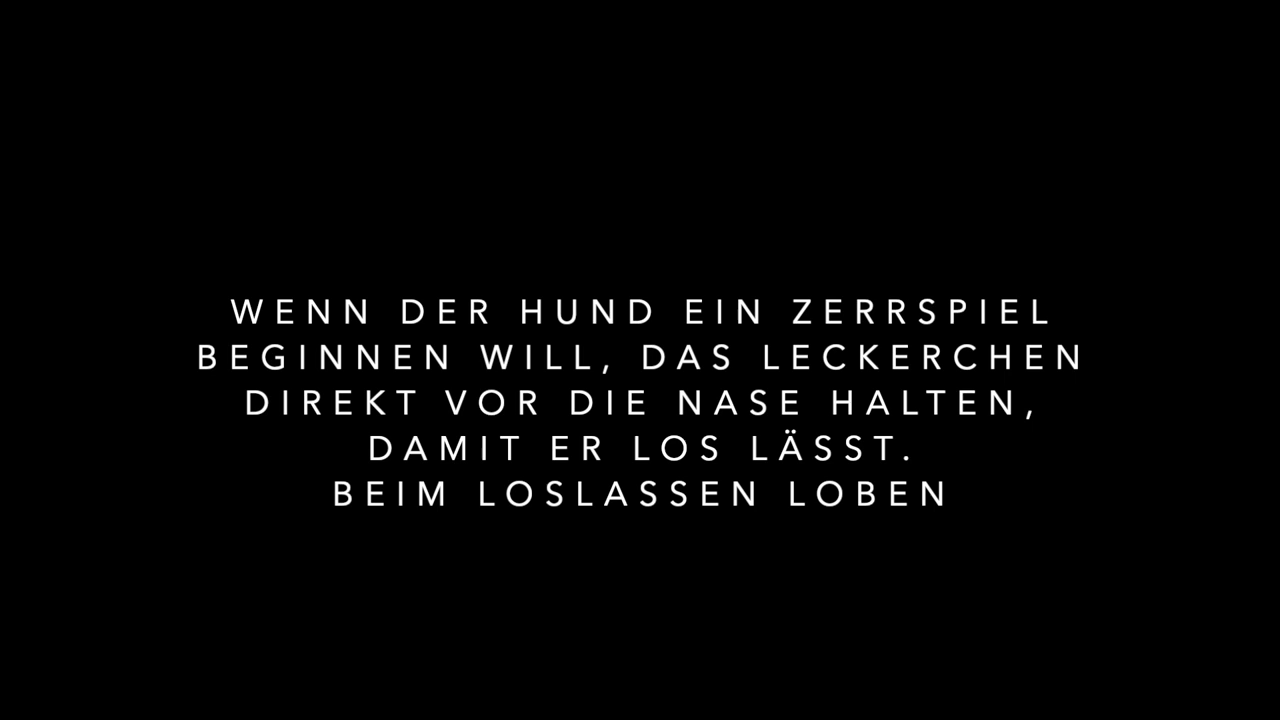 WENN DER HUND EIN ZERRSPIEL
BEGINNEN WILL, DAS LECKERCHEN
DIREKT VOR DIE NASE HALTEN,
DAMIT ER LOS LÄSST.
BEIM LOSLASSEN LOBEN